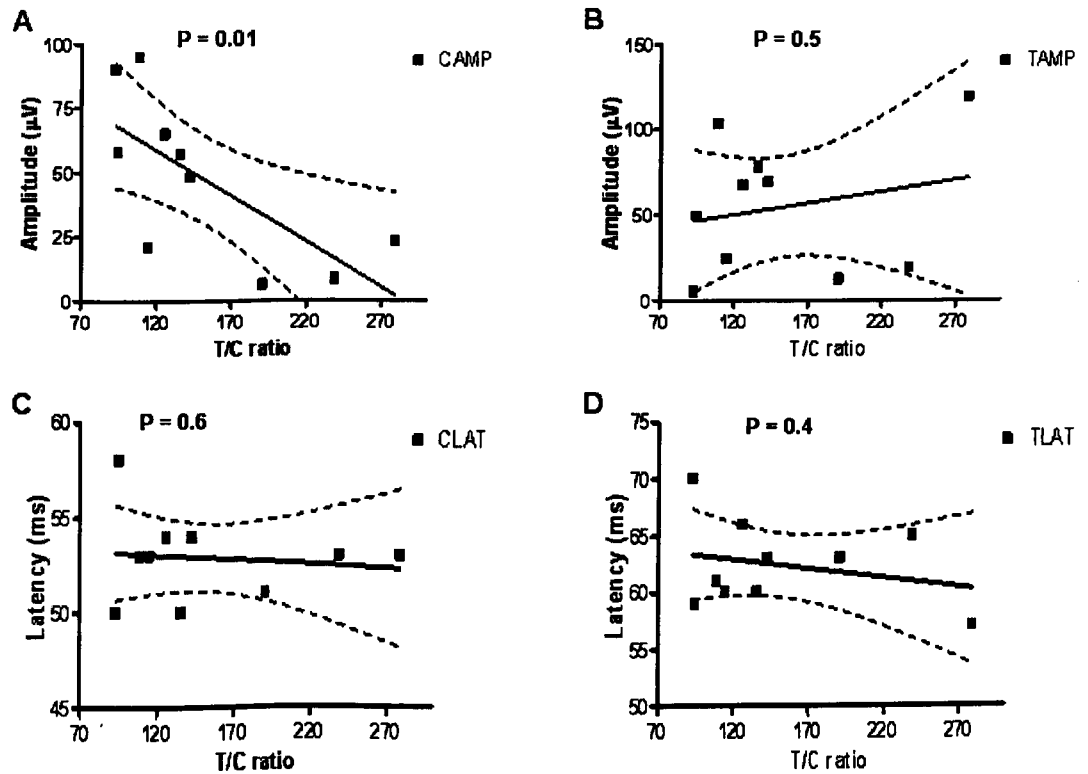 A
P = 0.01
CAMP
Amplitude (µV)
100
75
50
25
0
70 120 170 220 270
T/C ratio
B
P = 0.5
TAMP
Amplitude (µV)
150
100
50
0
70 120 170 220 270
T/C ratio
C
P = 0.6
CLAT
Latency (ms)
60
55
50
45
70 120 170 220 270
T/C ratio
D
P = 0.4
TLAT
Latency (ms)
75
70
65
60
55
50
70 120 170 220 270
T/C ratio